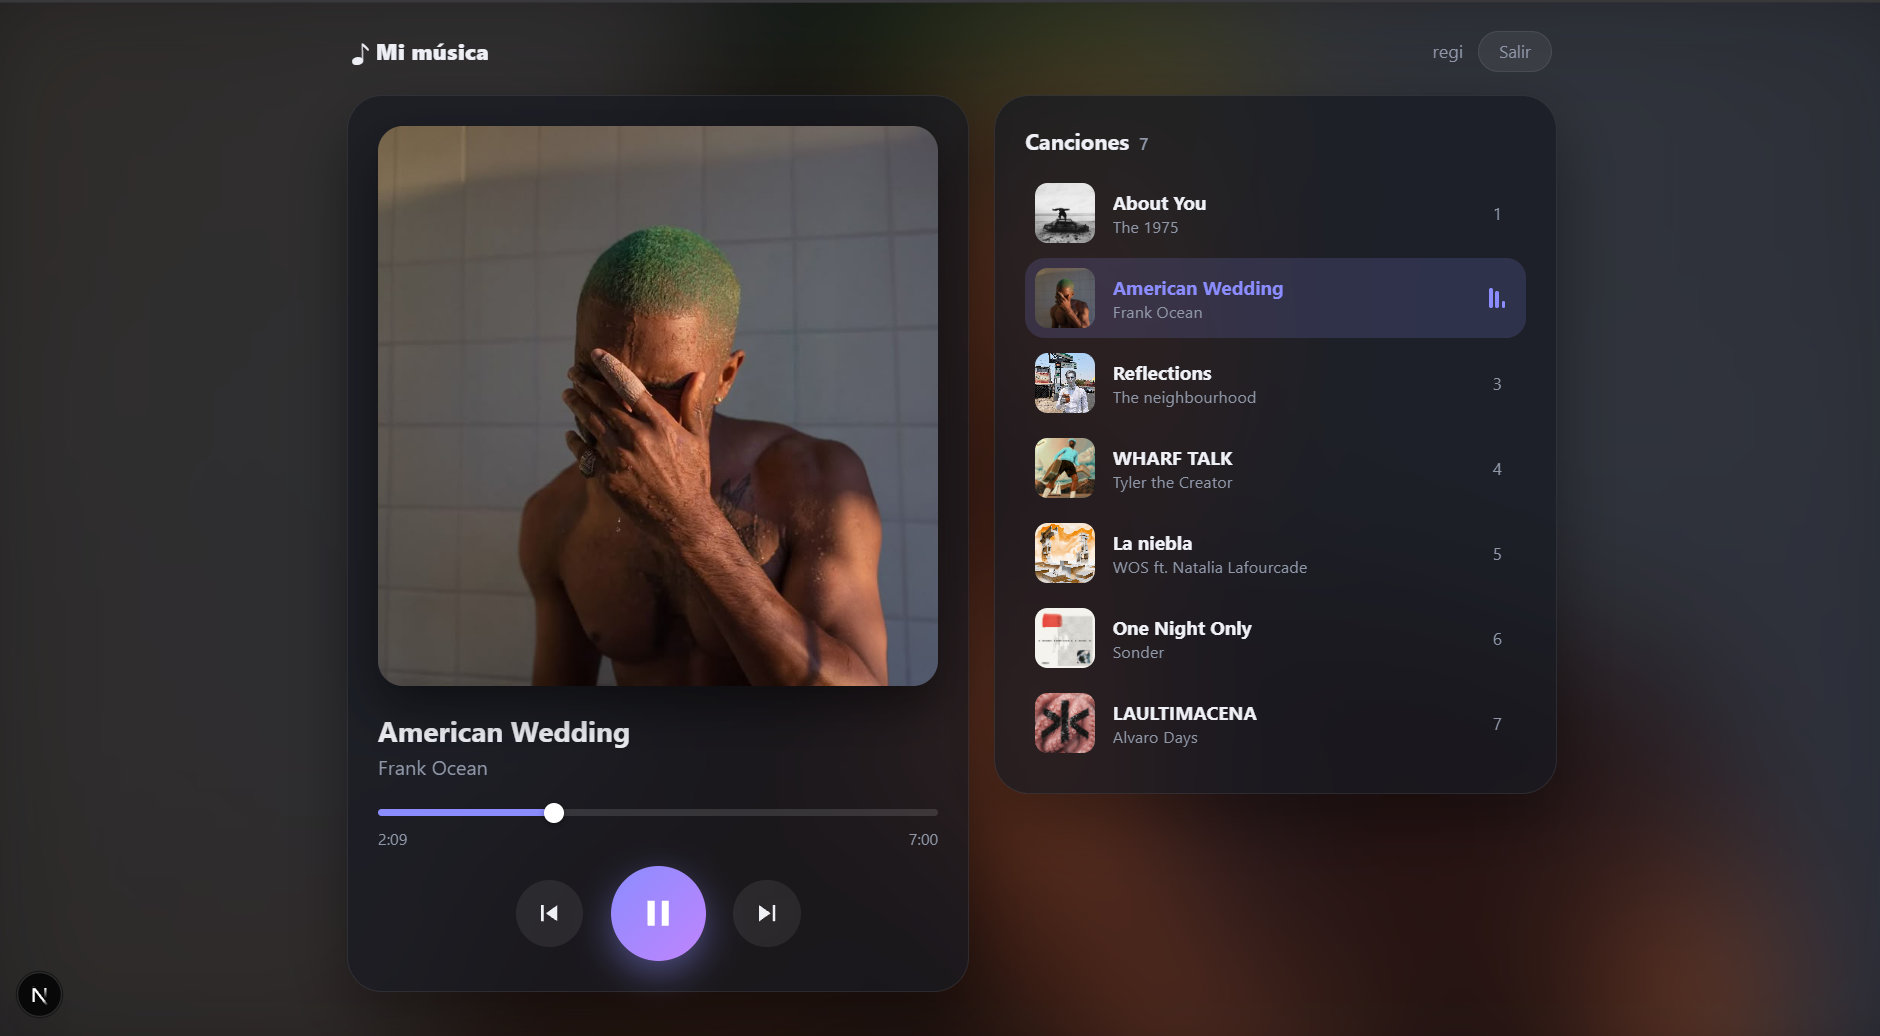 Mi música
regi
Salir
American Wedding
Frank Ocean
2:09
7:00
Canciones 7
About You
The 1975
1
American Wedding
Frank Ocean
Reflections
The neighbourhood
3
WHARF TALK
Tyler the Creator
4
La niebla
WOS ft. Natalia Lafourcade
5
One Night Only
Sonder
6
LAULTIMACENA
Alvaro Days
7
N